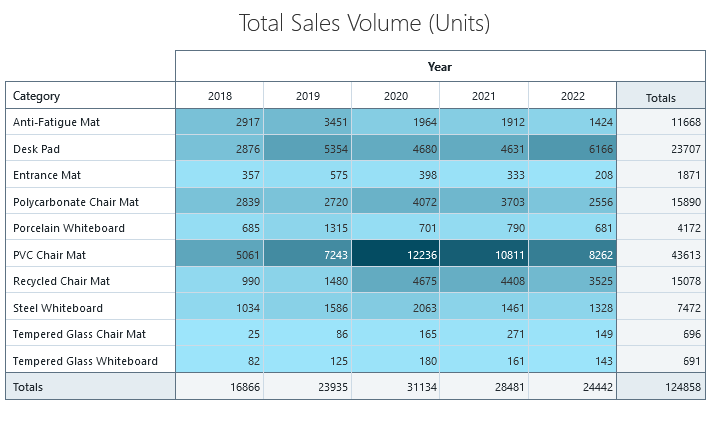 Total Sales Volume (Units)
Year
Category 2018 2019 2020 2021 2022 Totals
Anti-Fatigue Mat 2917 3451 1964 1912 1424 11668
Desk Pad 2876 5354 4680 4631 6166 23707
Entrance Mat 357 575 398 333 208 1871
Polycarbonate Chair Mat 2839 2720 4072 3703 2556 15890
Porcelain Whiteboard 685 1315 701 790 681 4172
PVC Chair Mat 5061 7243 12236 10811 8262 43613
Recycled Chair Mat 990 1480 4675 4408 3525 15078
Steel Whiteboard 1034 1586 2063 1461 1328 7472
Tempered Glass Chair Mat 25 86 165 271 149 696
Tempered Glass Whiteboard 82 125 180 161 143 691
Totals 16866 23935 31134 28481 24442 124858